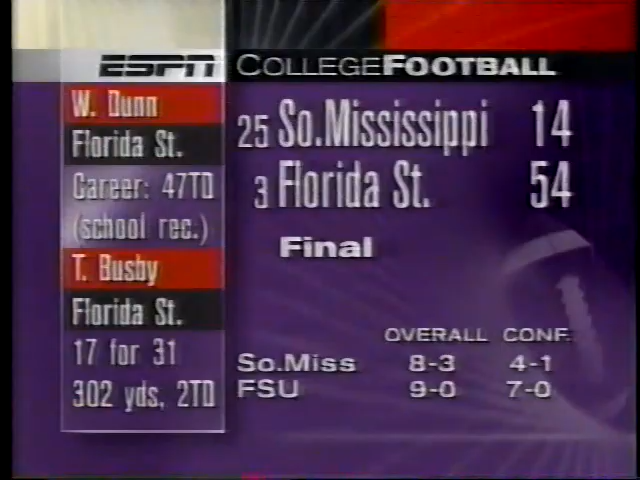 ESPN COLLEGEFOOTBALL
W. Dunn
Florida St.
Career: 47TD
(school rec.)
T. Busby
Florida St.
17 for 31
302 yds, 2TD
25 So.Mississippi 14
3 Florida St. 54
Final
OVERALL CONF.
So.Miss 8-3 4-1
FSU 9-0 7-0